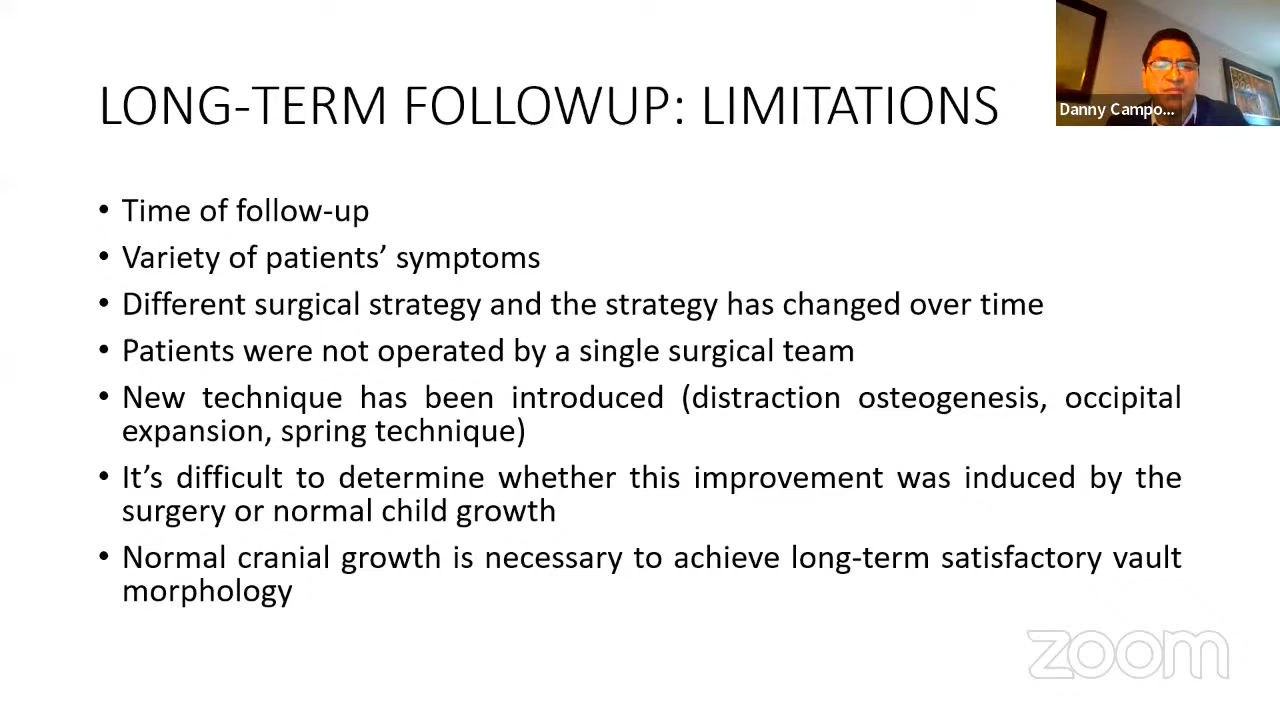 LONG-TERM FOLLOWUP: LIMITATIONS
Danny Campo...
• Time of follow-up
• Variety of patients’ symptoms
• Different surgical strategy and the strategy has changed over time
• Patients were not operated by a single surgical team
• New technique has been introduced (distraction osteogenesis, occipital
expansion, spring technique)
• It’s difficult to determine whether this improvement was induced by the
surgery or normal child growth
• Normal cranial growth is necessary to achieve long-term satisfactory vault
morphology
zoom